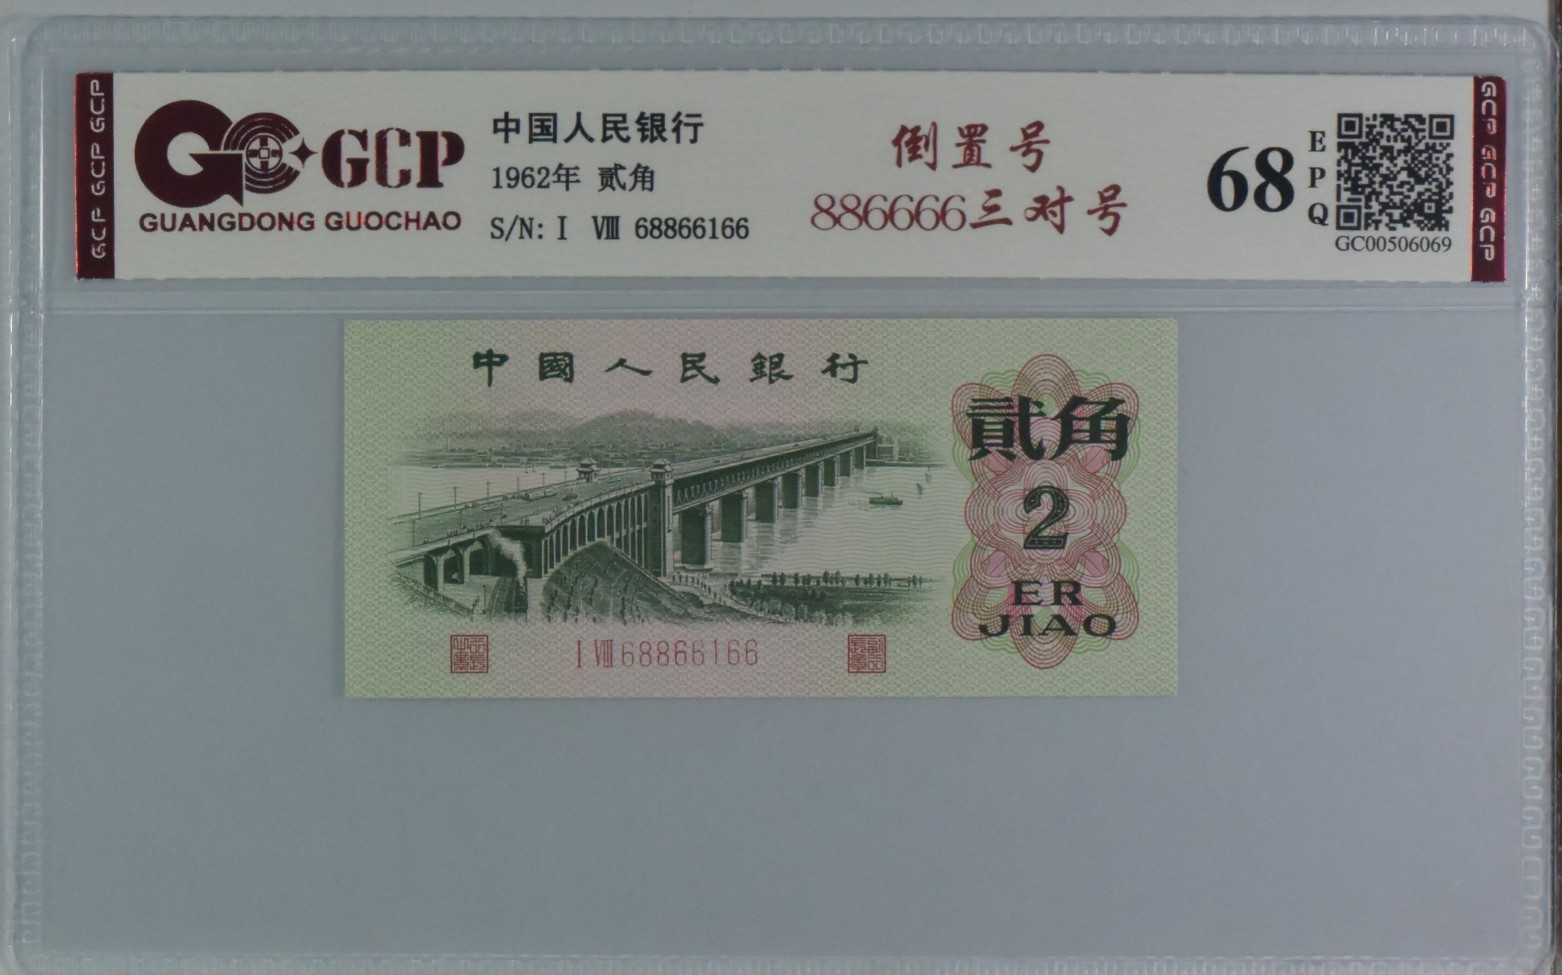 GCP GCP GCP
GCP
GUANGDONG GUOCHAO
中国人民银行
1962年 贰角
S/N: I VIII 68866166
倒置号
886666三对号
68
EPQ
GC00506069
GCP GCP GCP
中國人民銀行
貳角
2
ER
JIAO
I VIII 68866166